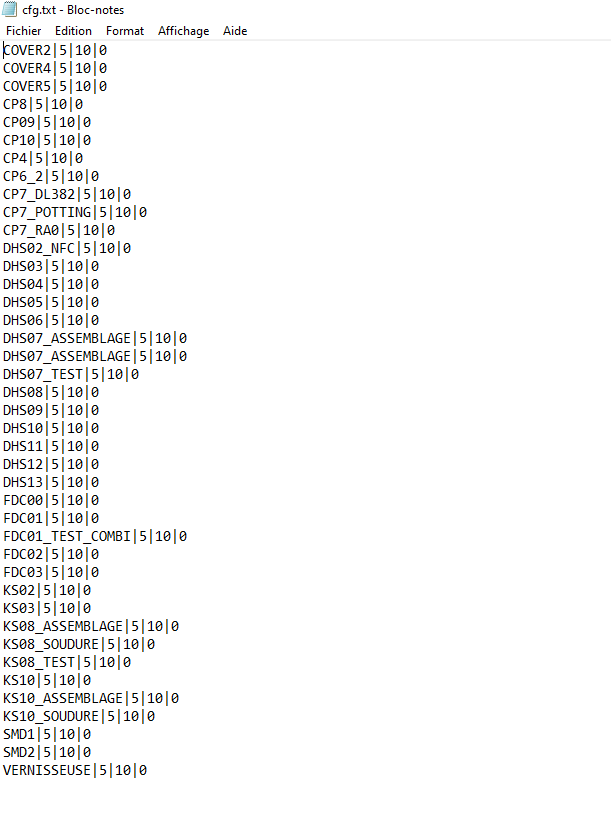 cfg.txt - Bloc-notes
Fichier Edition Format Affichage Aide
COVER2|5|10|0
COVER4|5|10|0
COVER5|5|10|0
CP8|5|10|0
CP09|5|10|0
CP10|5|10|0
CP4|5|10|0
CP6_2|5|10|0
CP7_DL382|5|10|0
CP7_POTTING|5|10|0
CP7_RA0|5|10|0
DHS02_NFC|5|10|0
DHS03|5|10|0
DHS04|5|10|0
DHS05|5|10|0
DHS06|5|10|0
DHS07_ASSEMBLAGE|5|10|0
DHS07_ASSEMBLAGE|5|10|0
DHS07_TEST|5|10|0
DHS08|5|10|0
DHS09|5|10|0
DHS10|5|10|0
DHS11|5|10|0
DHS12|5|10|0
DHS13|5|10|0
FDC00|5|10|0
FDC01|5|10|0
FDC01_TEST_COMBI|5|10|0
FDC02|5|10|0
FDC03|5|10|0
KS02|5|10|0
KS03|5|10|0
KS08_ASSEMBLAGE|5|10|0
KS08_SOUDURE|5|10|0
KS08_TEST|5|10|0
KS10|5|10|0
KS10_ASSEMBLAGE|5|10|0
KS10_SOUDURE|5|10|0
SMD1|5|10|0
SMD2|5|10|0
VERNISSEUSE|5|10|0